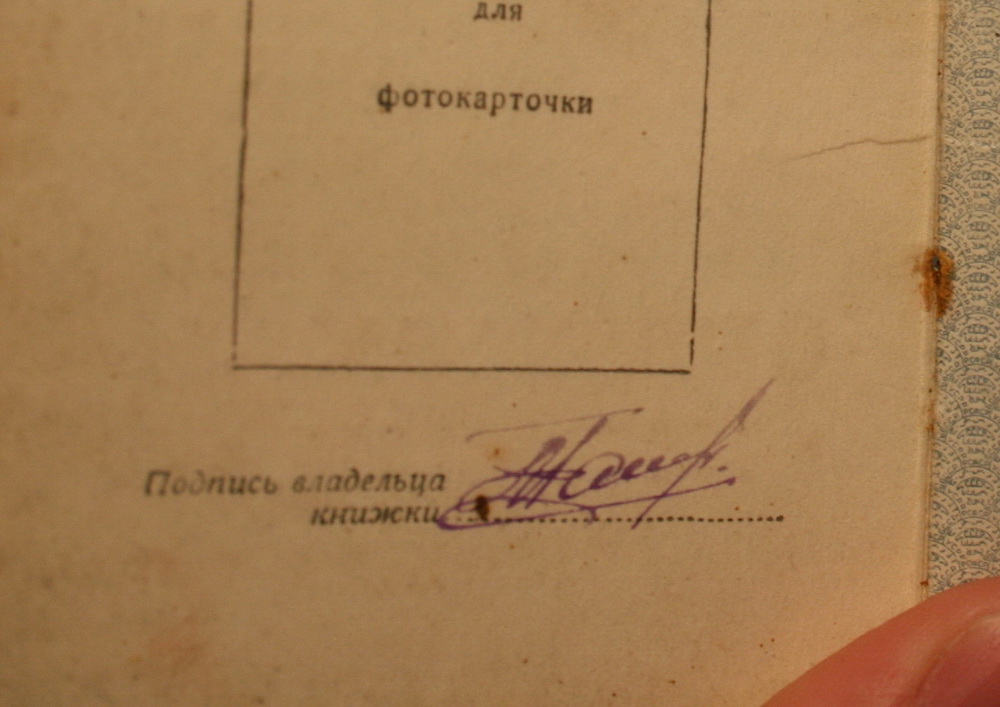 для
фотокарточки
Подпись владельца
книжки